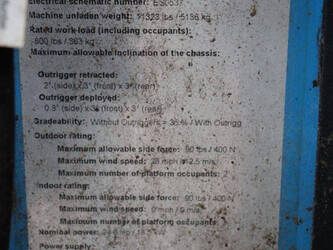 Electrical schematic number: ES0537
Machine unladen weight: 11323 lbs / 5136 kg
Rated work load (including occupants):
800 lbs / 363 kg
Maximum allowable inclination of the chassis:
Outrigger retracted:
2° (side) x 3° (front) x 3° (rear)
Outrigger deployed:
(side) x 3° (front) x 3° (rear)
Gradeability: Without Outriggers = 35% / With Outrigg
Outdoor rating:
Maximum allowable side force: 90 lbs / 400 N
Maximum wind speed: 28 mph / 12.5 m/s
Maximum number of platform occupants: 2
Indoor rating:
Maximum allowable side force: 90 lbs / 400 N
Maximum wind speed: 0 mph / 0 m/s
Maximum number of platform occupants:
Nominal power:
Power supply: